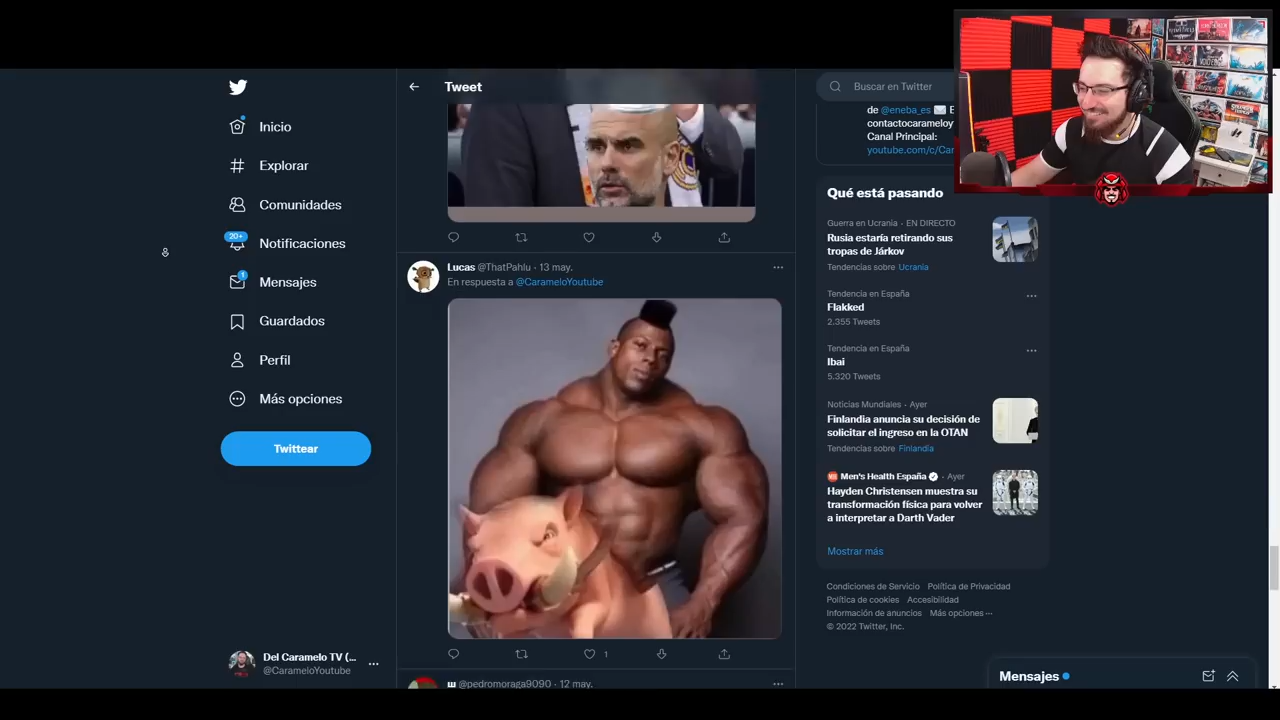 Tweet
Buscar en Twitter
Inicio
Explorar
Comunidades
20+
Notificaciones
1
Mensajes
Guardados
Perfil
Más opciones
Twittear
Del Caramelo TV (...
@CarameloYoutube
Lucas @ThatPahlu · 13 may.
En respuesta a @CarameloYoutube
1
@pedromoraga9090 · 12 may.
de @eneba_es
contactocarameloy
Canal Principal:
youtube.com/c/Car
Qué está pasando
Guerra en Ucrania · EN DIRECTO
Rusia estaría retirando sus
tropas de Járkov
Tendencias sobre Ucrania
Tendencia en España
Flakked
2.355 Tweets
Tendencia en España
Ibai
5.320 Tweets
Noticias Mundiales · Ayer
Finlandia anuncia su decisión de
solicitar el ingreso en la OTAN
Tendencias sobre Finlandia
Men's Health España · Ayer
Hayden Christensen muestra su
transformación física para volver
a interpretar a Darth Vader
Mostrar más
Condiciones de Servicio Política de Privacidad
Política de cookies Accesibilidad
Información de anuncios Más opciones ···
© 2022 Twitter, Inc.
Mensajes